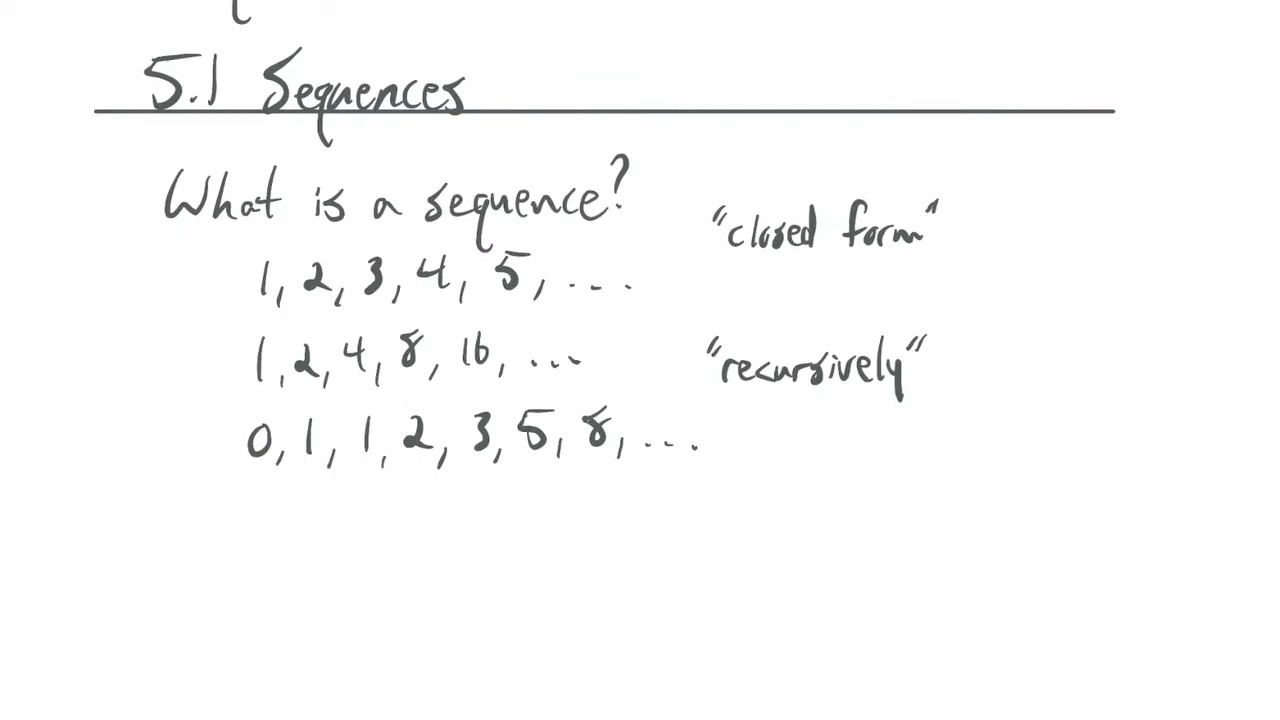 5.1 Sequences
What is a sequence?
"closed form"
1, 2, 3, 4, 5, ...
1, 2, 4, 8, 16, ...
"recursively"
0, 1, 1, 2, 3, 5, 8, ...